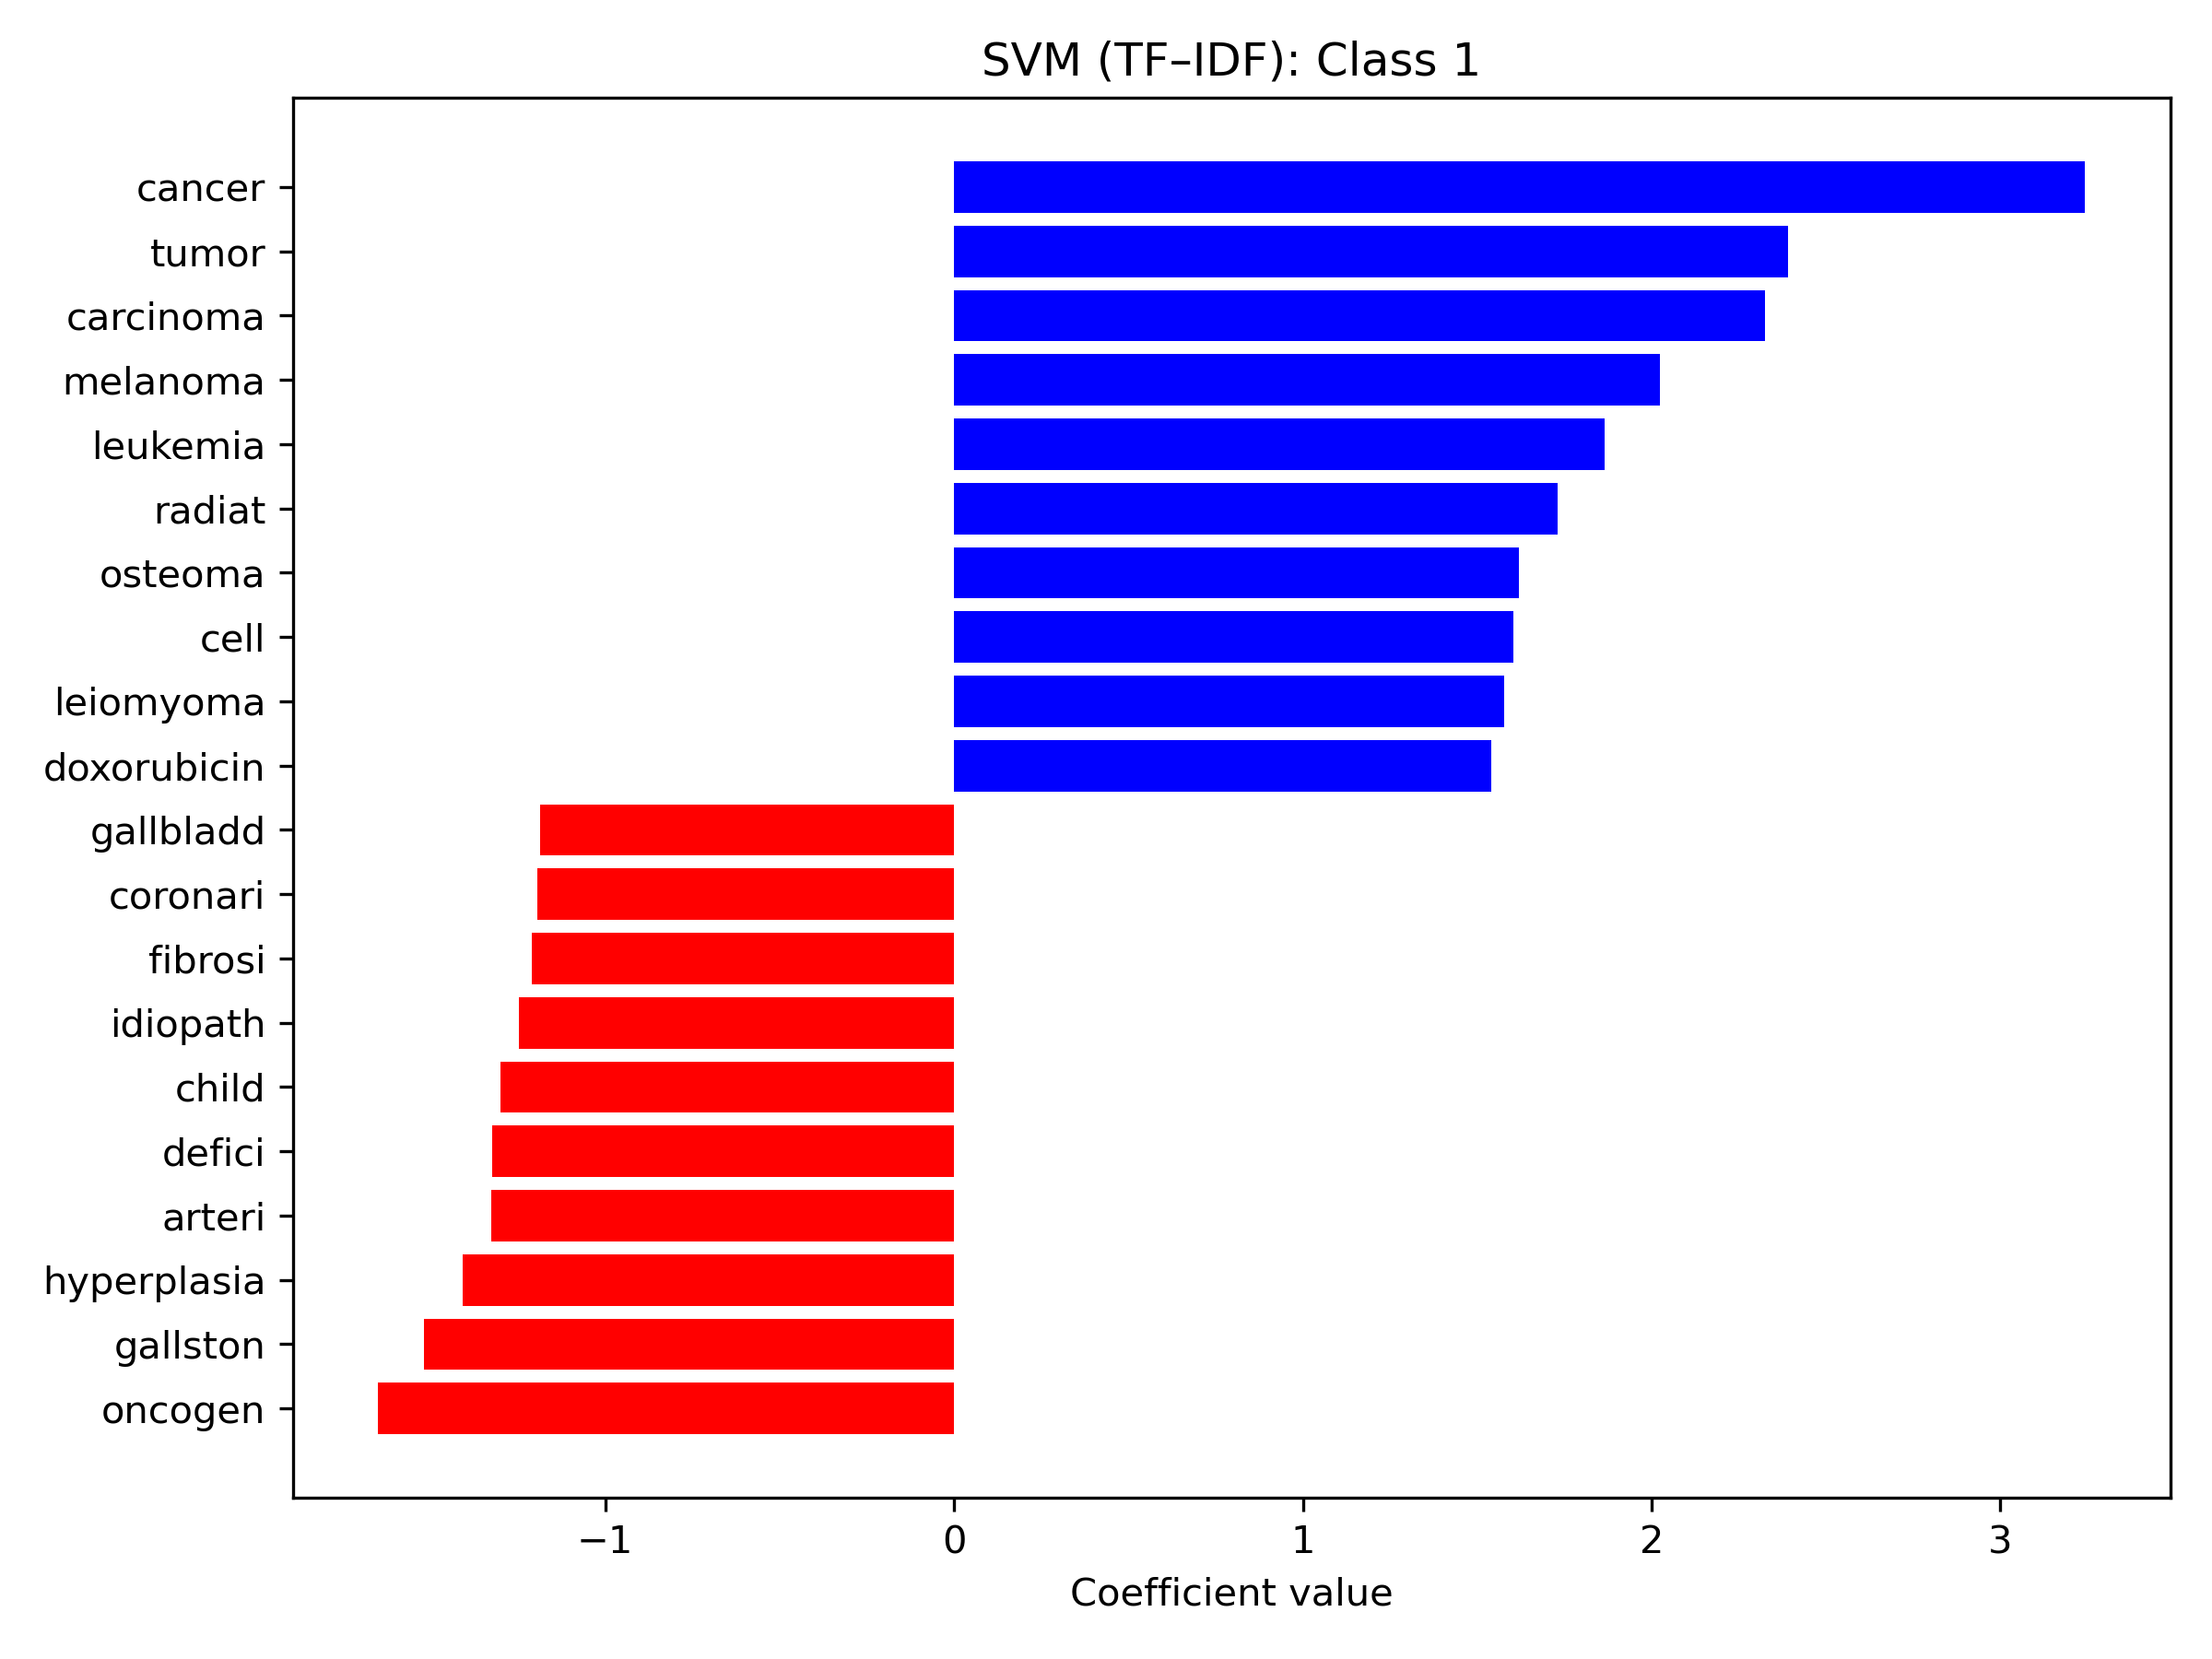 SVM (TF–IDF): Class 1
cancer
tumor
carcinoma
melanoma
leukemia
radiat
osteoma
cell
leiomyoma
doxorubicin
gallbladd
coronari
fibrosi
idiopath
child
defici
arteri
hyperplasia
gallston
oncogen
−1 0 1 2 3
Coefficient value